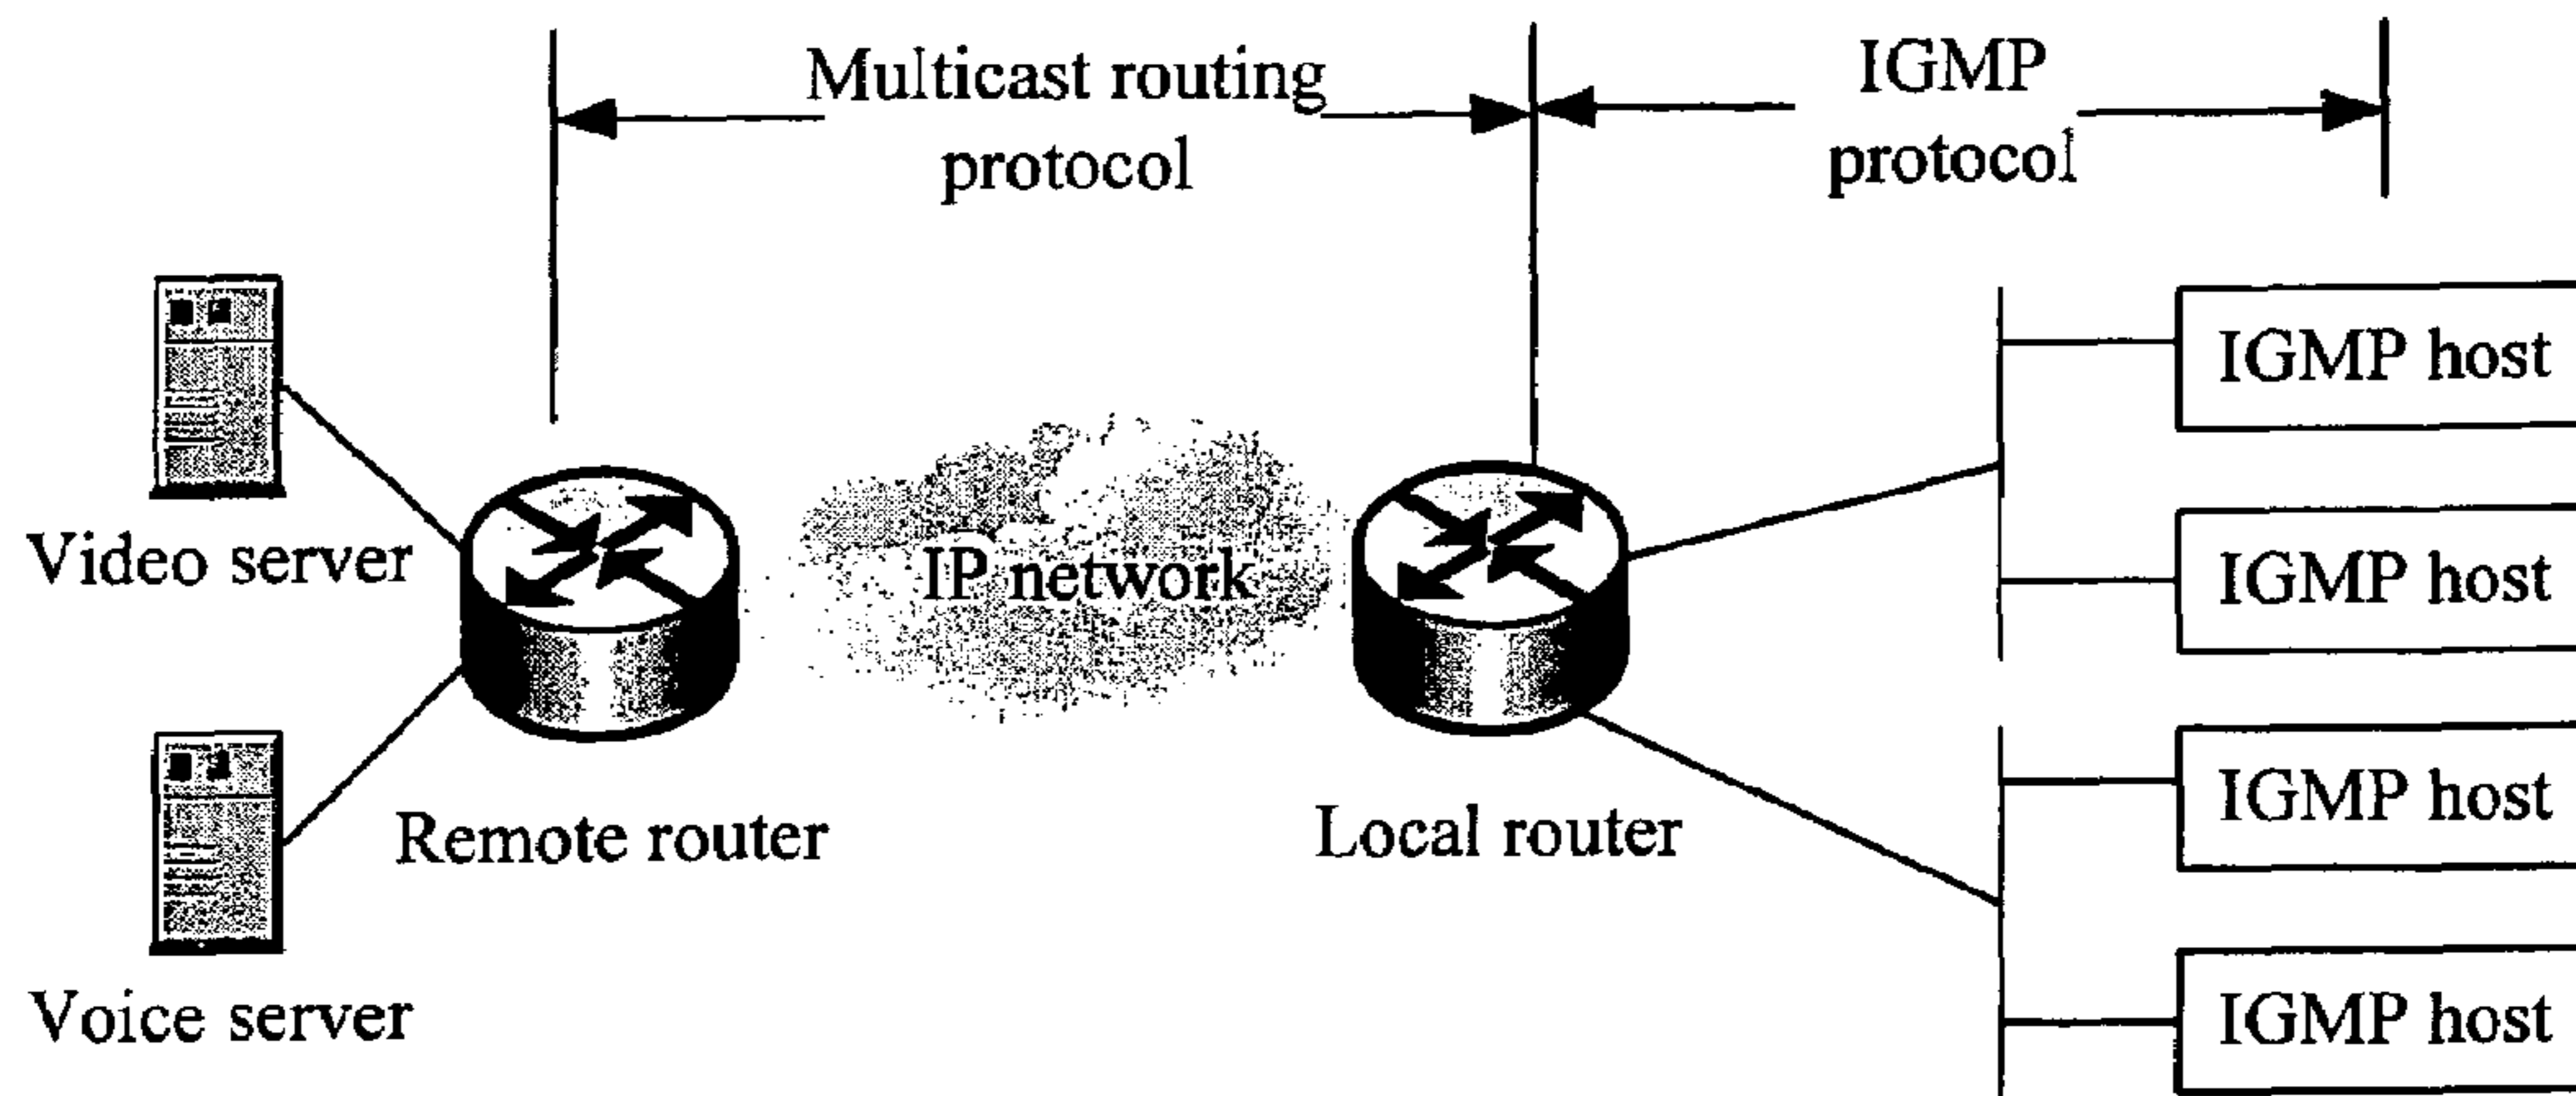 Multicast routing
protocol
IGMP
protocol
Video server
IP network
IGMP host
IGMP host
Remote router
Local router
IGMP host
Voice server
IGMP host